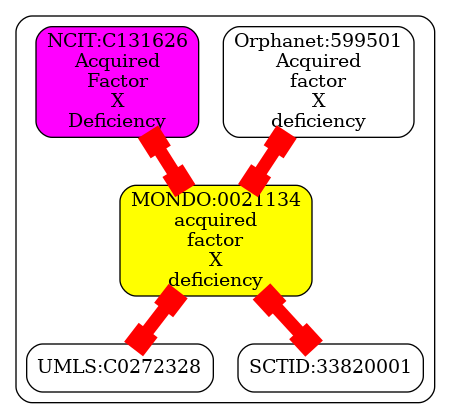 NCIT:C131626
Acquired
Factor
X
Deficiency
Orphanet:599501
Acquired
factor
X
deficiency
MONDO:0021134
acquired
factor
X
deficiency
UMLS:C0272328
SCTID:33820001